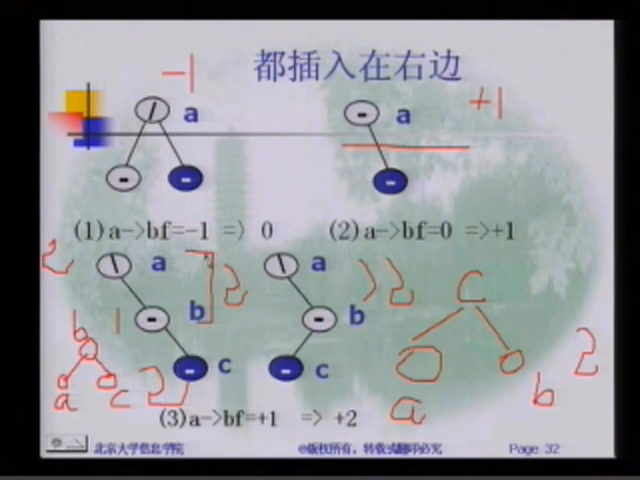 都插入在右边
-1
a
a
+1
(1)a->bf=-1 => 0
(2)a->bf=0 =>+1
2
a
2
a
2
c
b
1
b
b
2
c
c
a
c
2
a
b
(3)a->bf=+1 => +2
北京大学信息学院
©版权所有，转载或翻印必究
Page 32